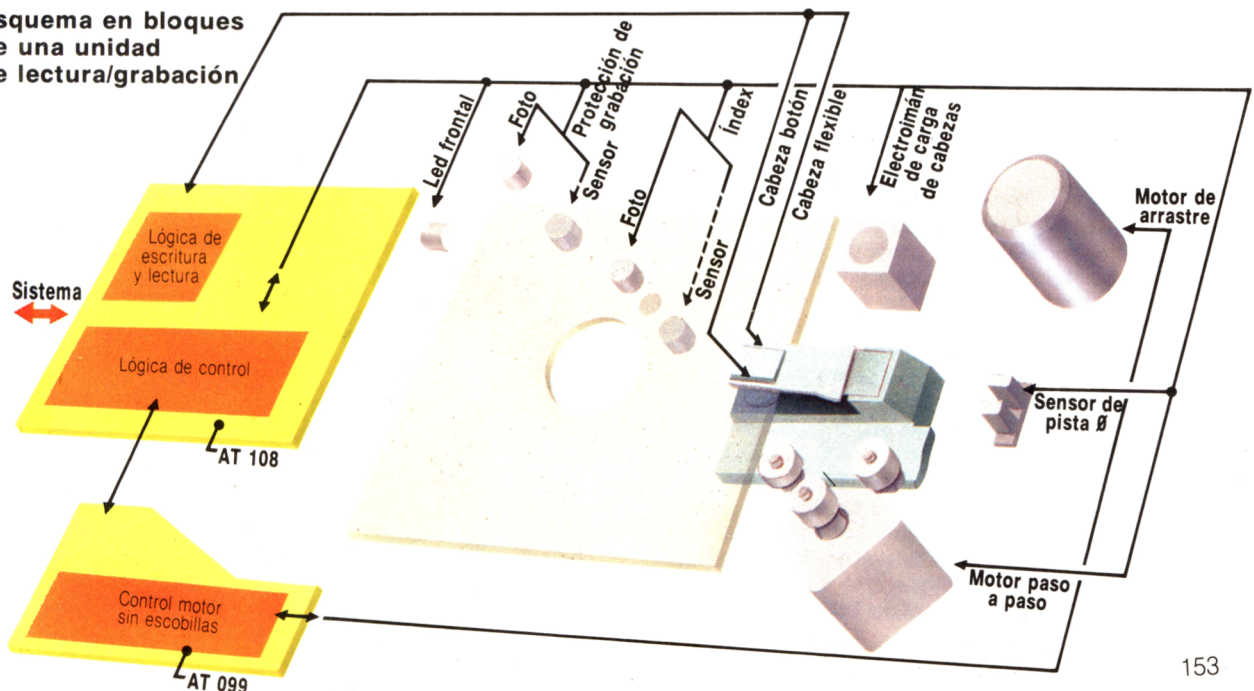 squema en bloques
e una unidad
e lectura/grabación
Led frontal
Foto
Protección de
grabación
Sensor
Foto
Índex
Sensor
Cabeza botón
Cabeza flexible
Electroimán
de carga
de cabezas
Motor de
arrastre
Lógica de
escritura
y lectura
Sistema
Lógica de control
AT 108
Sensor de
pista Ø
Control motor
sin escobillas
AT 099
Motor paso
a paso
153